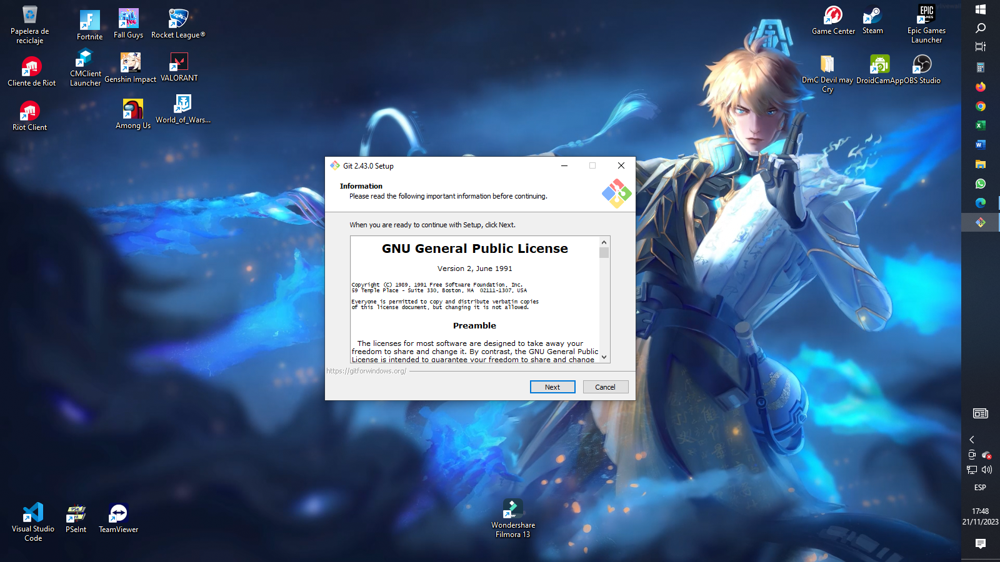 Papelera de
reciclaje
Fortnite
Fall Guys
Rocket League®
Cliente de Riot
CMClient
Launcher
Genshin Impact
VALORANT
Riot Client
Among Us
World_of_Wars...
Game Center
Steam
EPIC
GAMES
Epic Games
Launcher
DmC Devil may
Cry
DroidCamApp
OBS Studio
Git 2.43.0 Setup
Information
Please read the following important information before continuing.
When you are ready to continue with Setup, click Next.
GNU General Public License
Version 2, June 1991
Copyright (C) 1989, 1991 Free Software Foundation, Inc.
59 Temple Place - Suite 330, Boston, MA  02111-1307, USA
Everyone is permitted to copy and distribute verbatim copies
of this license document, but changing it is not allowed.
Preamble
The licenses for most software are designed to take away your
freedom to share and change it. By contrast, the GNU General Public
License is intended to guarantee your freedom to share and change
https://gitforwindows.org/
Next
Cancel
Visual Studio
Code
PSeInt
TeamViewer
Wondershare
Filmora 13
ESP
17:48
21/11/2023